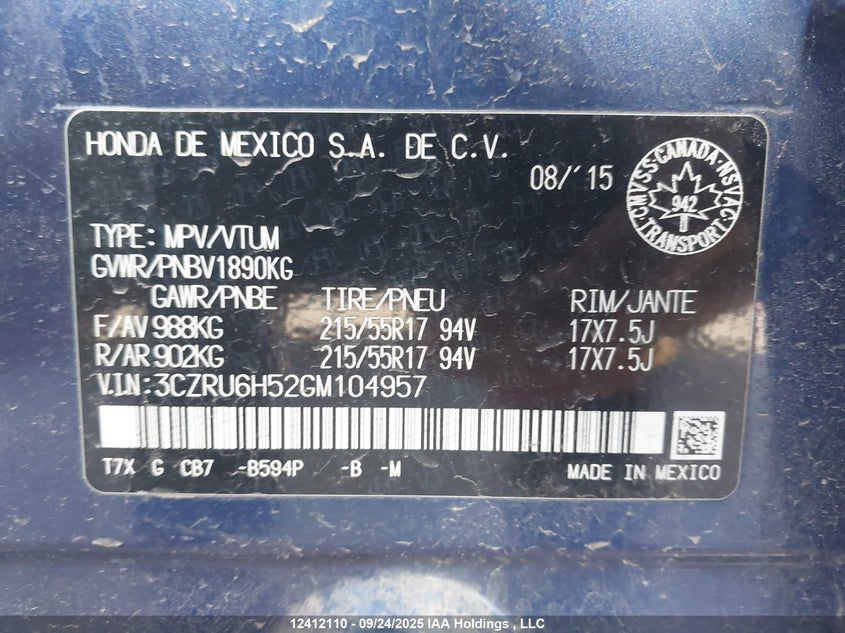 HONDA DE MEXICO S.A. DE C.V.
08/'15
CMVSS·CANADA·NSVAC
942
TRANSPORT
TYPE: MPV/VTUM
GVWR/PNBV1890KG
GAWR/PNBE TIRE/PNEU RIM/JANTE
F/AV 988KG 215/55R17 94V 17X7.5J
R/AR 902KG 215/55R17 94V 17X7.5J
V.I.N: 3CZRU6H52GM104957
T7X G CB7 -B594P -B -M MADE IN MEXICO
12412110 - 09/24/2025 IAA Holdings , LLC